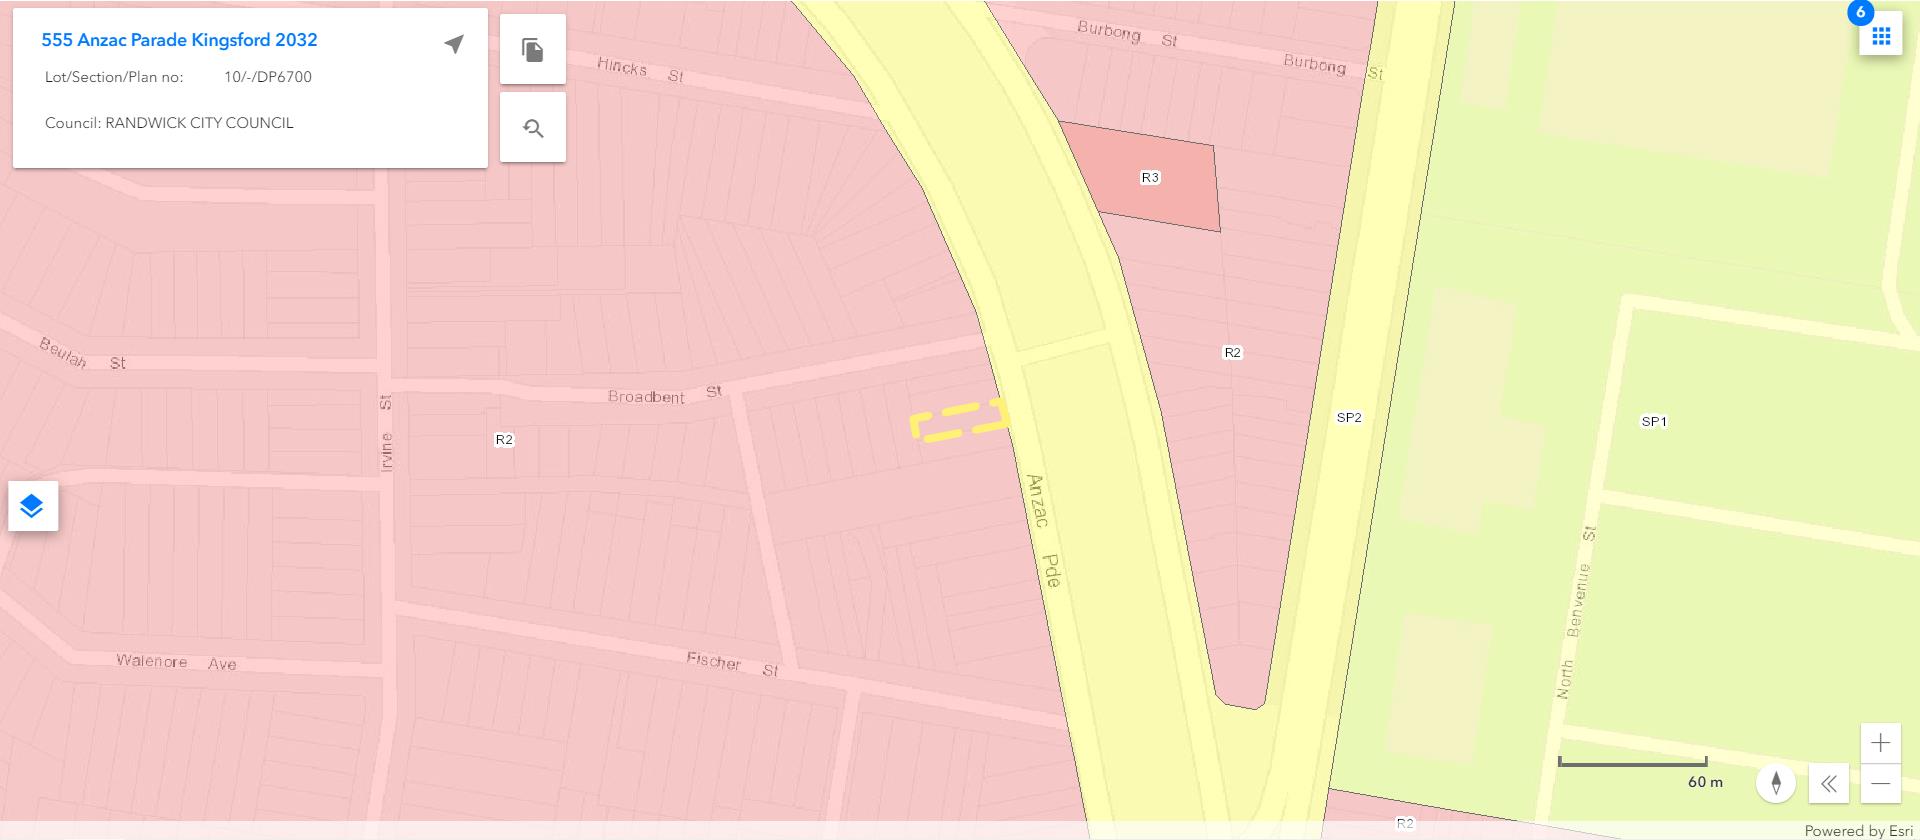 555 Anzac Parade Kingsford 2032
Lot/Section/Plan no: 10/-/DP6700
Council: RANDWICK CITY COUNCIL
6
Burbong St
Burbong St
Hincks St
R3
Beulah St
R2
Broadbent St
Irvine St
R2
SP2
SP1
Anzac Pde
North Benvenue St
Walenore Ave
Fischer St
60 m
R2
Powered by Esri